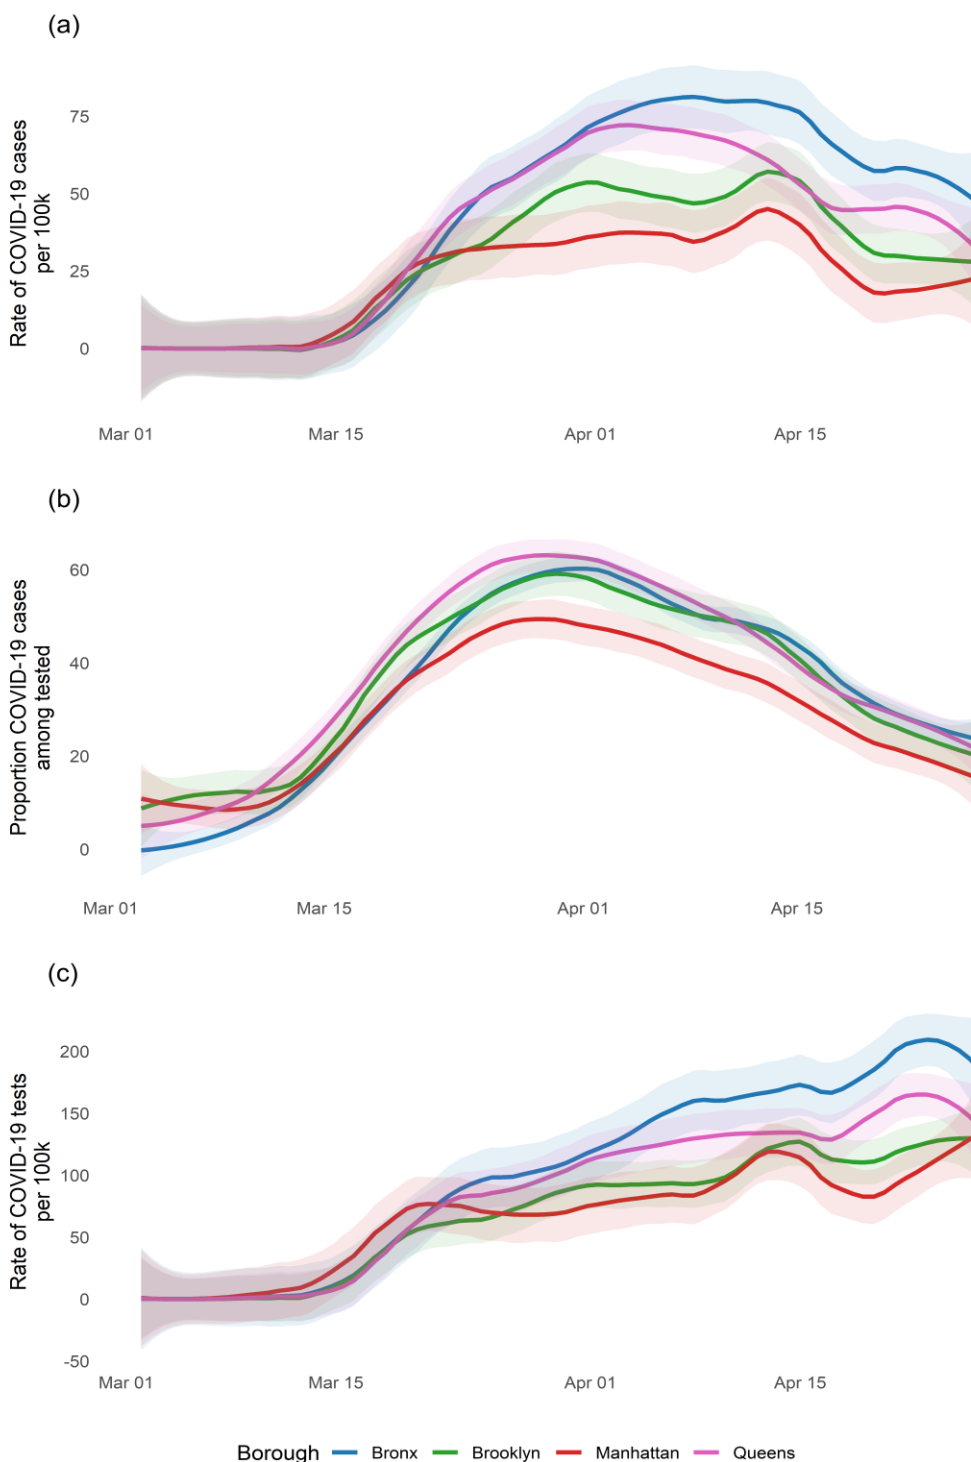 (a)
Rate of COVID-19 cases
per 100k
75
50
25
0
Mar 01 Mar 15 Apr 01 Apr 15
(b)
Proportion COVID-19 cases
among tested
60
40
20
0
Mar 01 Mar 15 Apr 01 Apr 15
(c)
Rate of COVID-19 tests
per 100k
200
150
100
50
0
-50
Mar 01 Mar 15 Apr 01 Apr 15
Borough Bronx Brooklyn Manhattan Queens